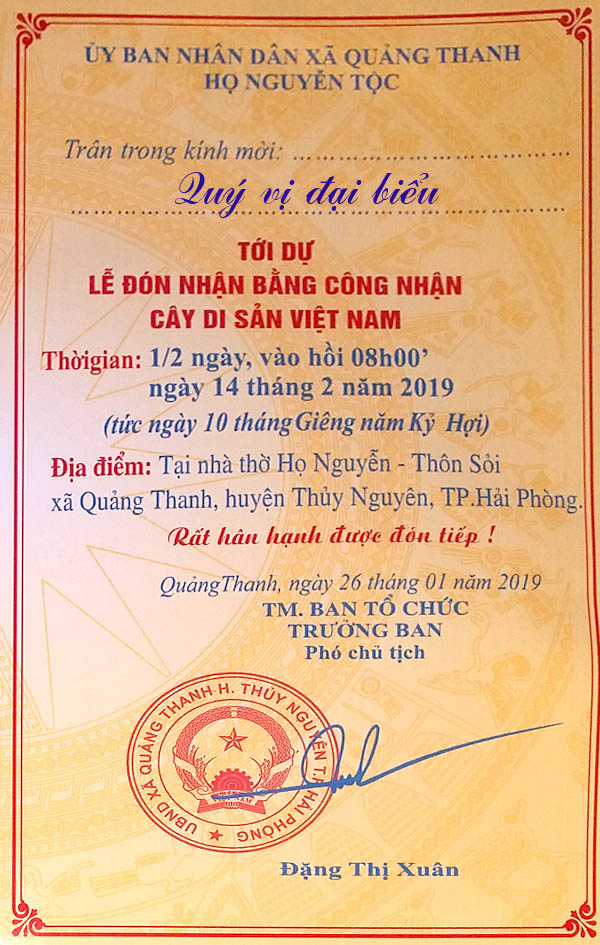 ỦY BAN NHÂN DÂN XÃ QUẢNG THANH
HỌ NGUYỄN TỘC
Trân trong kính mời: ................................
Quý vị đại biểu
................................................................
TỚI DỰ
LỄ ĐÓN NHẬN BẰNG CÔNG NHẬN
CÂY DI SẢN VIỆT NAM
Thờigian: 1/2 ngày, vào hồi 08h00'
ngày 14 tháng 2 năm 2019
(tức ngày 10 thángGiêng năm Kỷ Hợi)
Địa điểm: Tại nhà thờ Họ Nguyễn - Thôn Sỏi
xã Quảng Thanh, huyện Thủy Nguyên, TP.Hải Phòng.
Rất hân hạnh được đón tiếp !
QuảngThanh, ngày 26 tháng 01 năm 2019
TM. BAN TỔ CHỨC
TRƯỞNG BAN
Phó chủ tịch
UBND XÃ QUẢNG THANH H. THỦY NGUYÊN T.P HẢI PHÒNG
VIỆT NAM
Đặng Thị Xuân